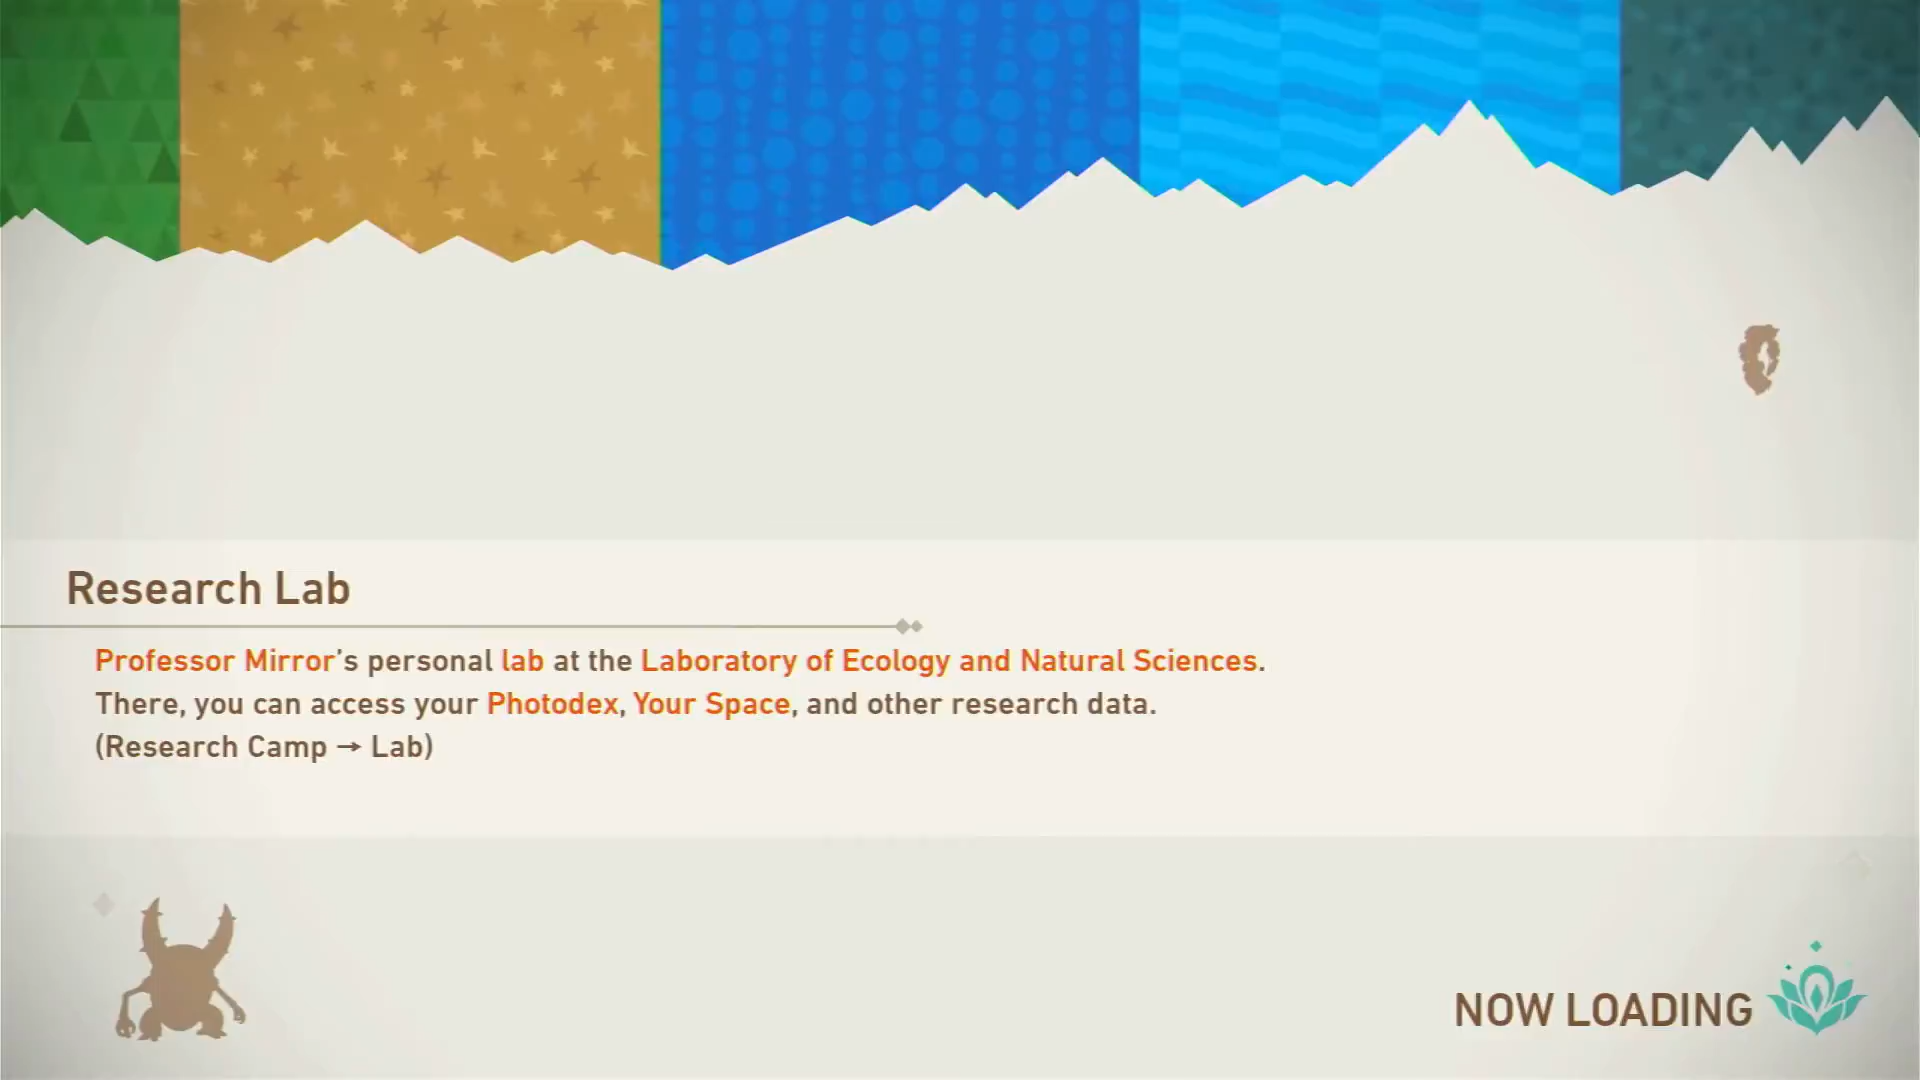 Research Lab
Professor Mirror's personal lab at the Laboratory of Ecology and Natural Sciences.
There, you can access your Photodex, Your Space, and other research data.
(Research Camp → Lab)
NOW LOADING